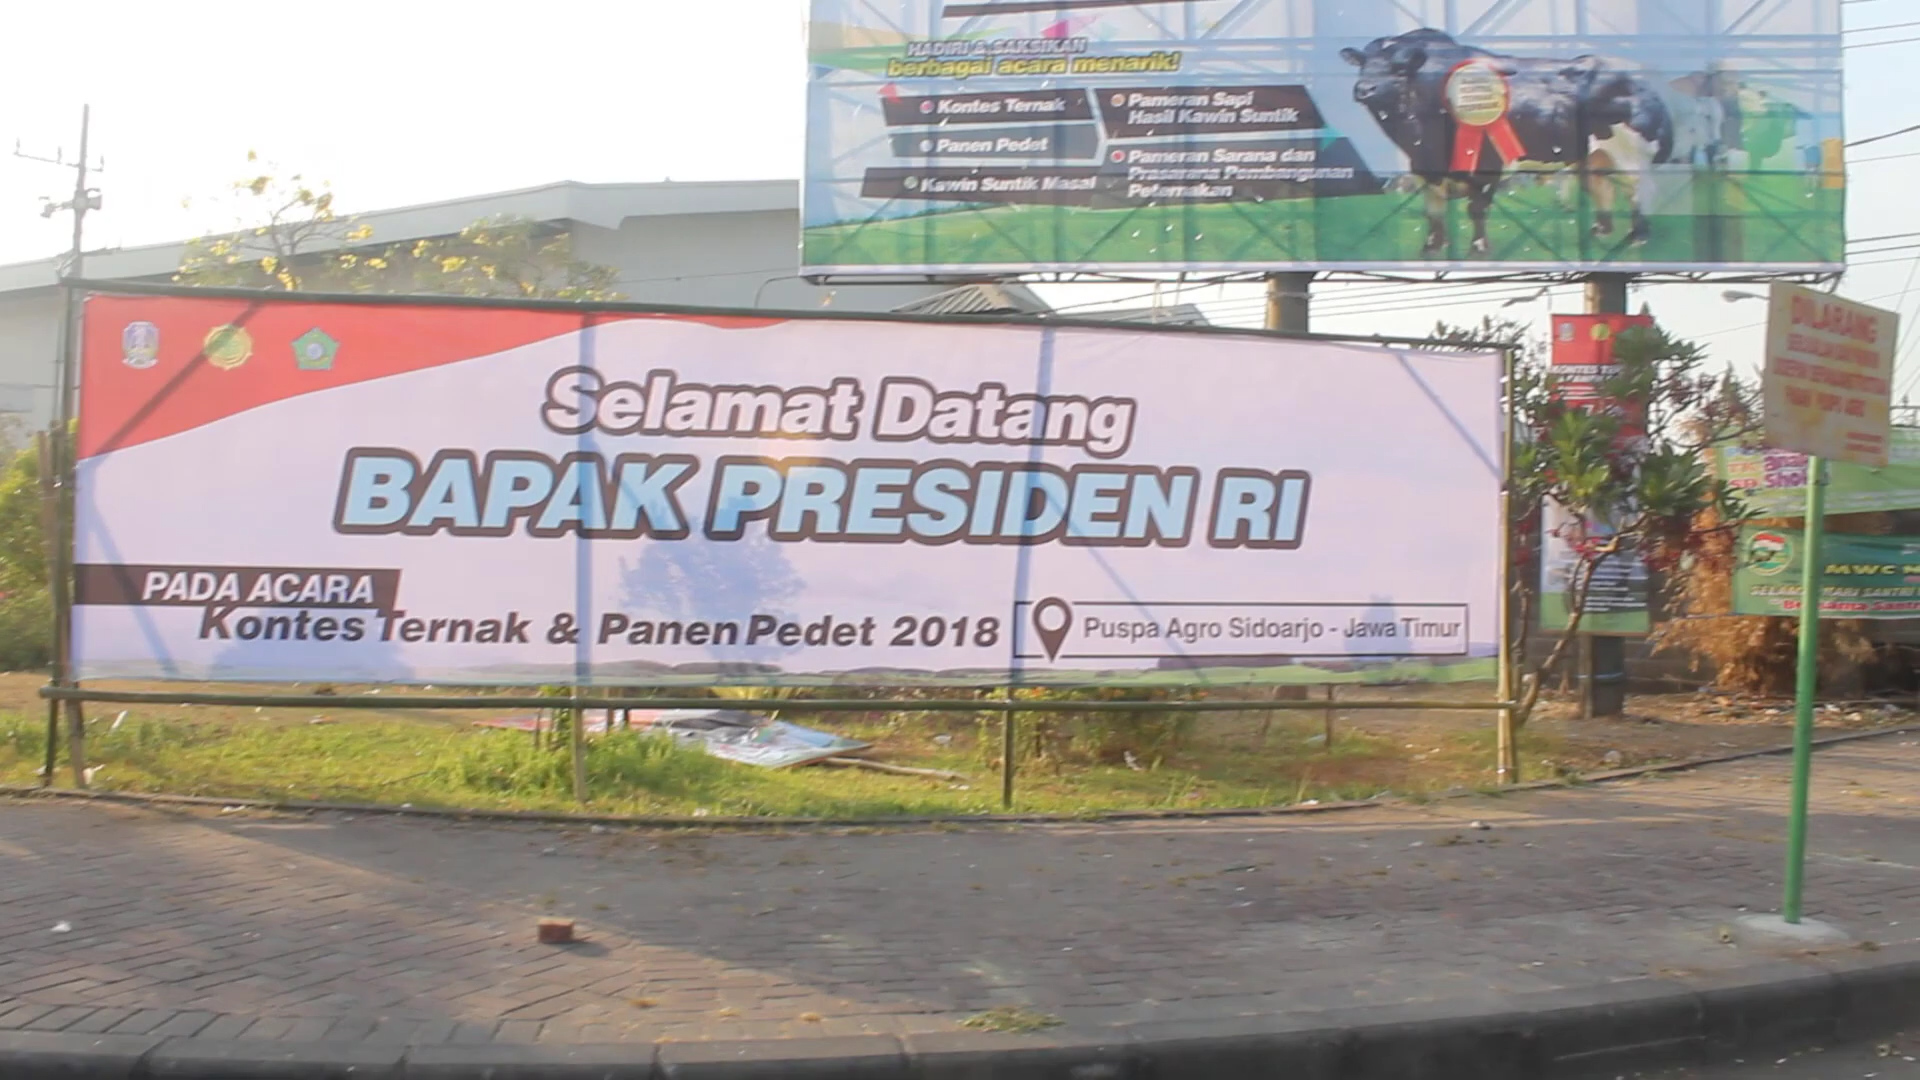 HADIRI & SAKSIKAN
berbagai acara menarik!
Kontes Ternak
Panen Pedet
Kawin Suntik Masal
Pameran Sapi
Hasil Kawin Suntik
Pameran Sarana dan
Prasarana Pembangunan
Peternakan
Selamat Datang
BAPAK PRESIDEN RI
PADA ACARA
Kontes Ternak & Panen Pedet 2018
Puspa Agro Sidoarjo - Jawa Timur
DILARANG
KONTES
MWC